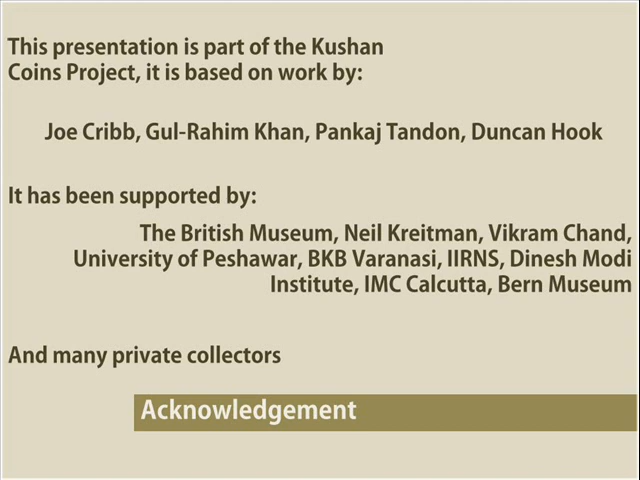 This presentation is part of the Kushan
Coins Project, it is based on work by:
Joe Cribb, Gul-Rahim Khan, Pankaj Tandon, Duncan Hook
It has been supported by:
The British Museum, Neil Kreitman, Vikram Chand,
University of Peshawar, BKB Varanasi, IIRNS, Dinesh Modi
Institute, IMC Calcutta, Bern Museum
And many private collectors
Acknowledgement